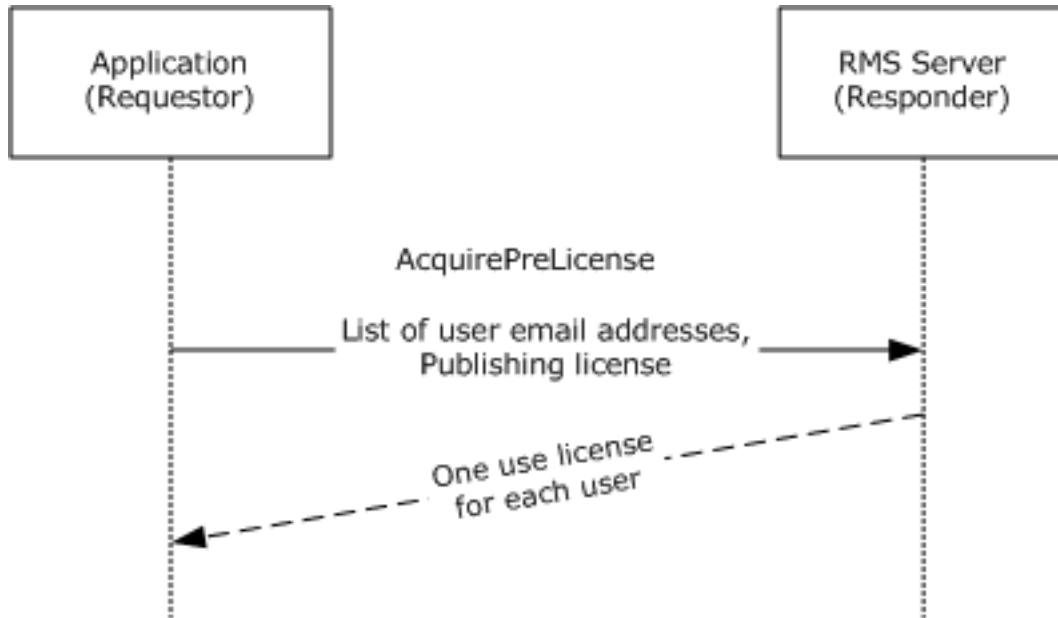 Application
(Requestor)
RMS Server
(Responder)
AcquirePreLicense
List of user email addresses,
Publishing license
One use license
for each user